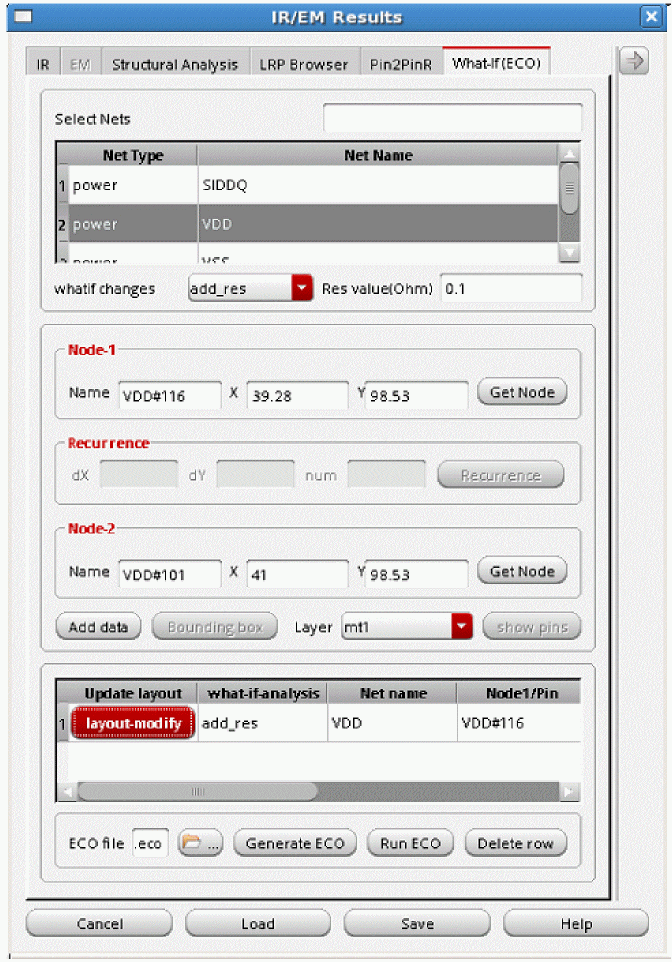 IR/EM Results
IR EM Structural Analysis LRP Browser Pin2PinR What-If(ECO)
Select Nets
Net Type Net Name
1 power SIDDQ
2 power VDD
3 power VSS
whatif changes add_res Res value(Ohm) 0.1
Node-1
Name VDD#116 X 39.28 Y 98.53 Get Node
Recurrence
dX dY num Recurrence
Node-2
Name VDD#101 X 41 Y 98.53 Get Node
Add data Bounding box Layer mt1 show pins
Update layout what-if-analysis Net name Node1/Pin
1 layout-modify add_res VDD VDD#116
ECO file .eco ... Generate ECO Run ECO Delete row
Cancel Load Save Help